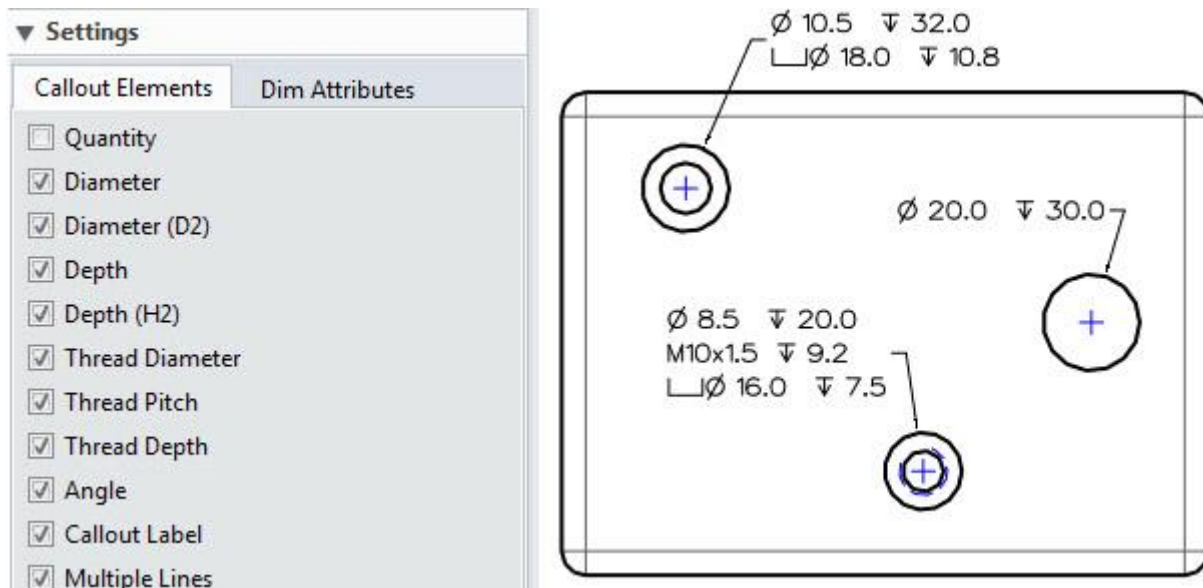 Settings
Callout Elements
Dim Attributes
Quantity
Diameter
Diameter (D2)
Depth
Depth (H2)
Thread Diameter
Thread Pitch
Thread Depth
Angle
Callout Label
Multiple Lines
Ø 10.5 ↧ 32.0
⌴Ø 18.0 ↧ 10.8
Ø 20.0 ↧ 30.0
Ø 8.5 ↧ 20.0
M10x1.5 ↧ 9.2
⌴Ø 16.0 ↧ 7.5